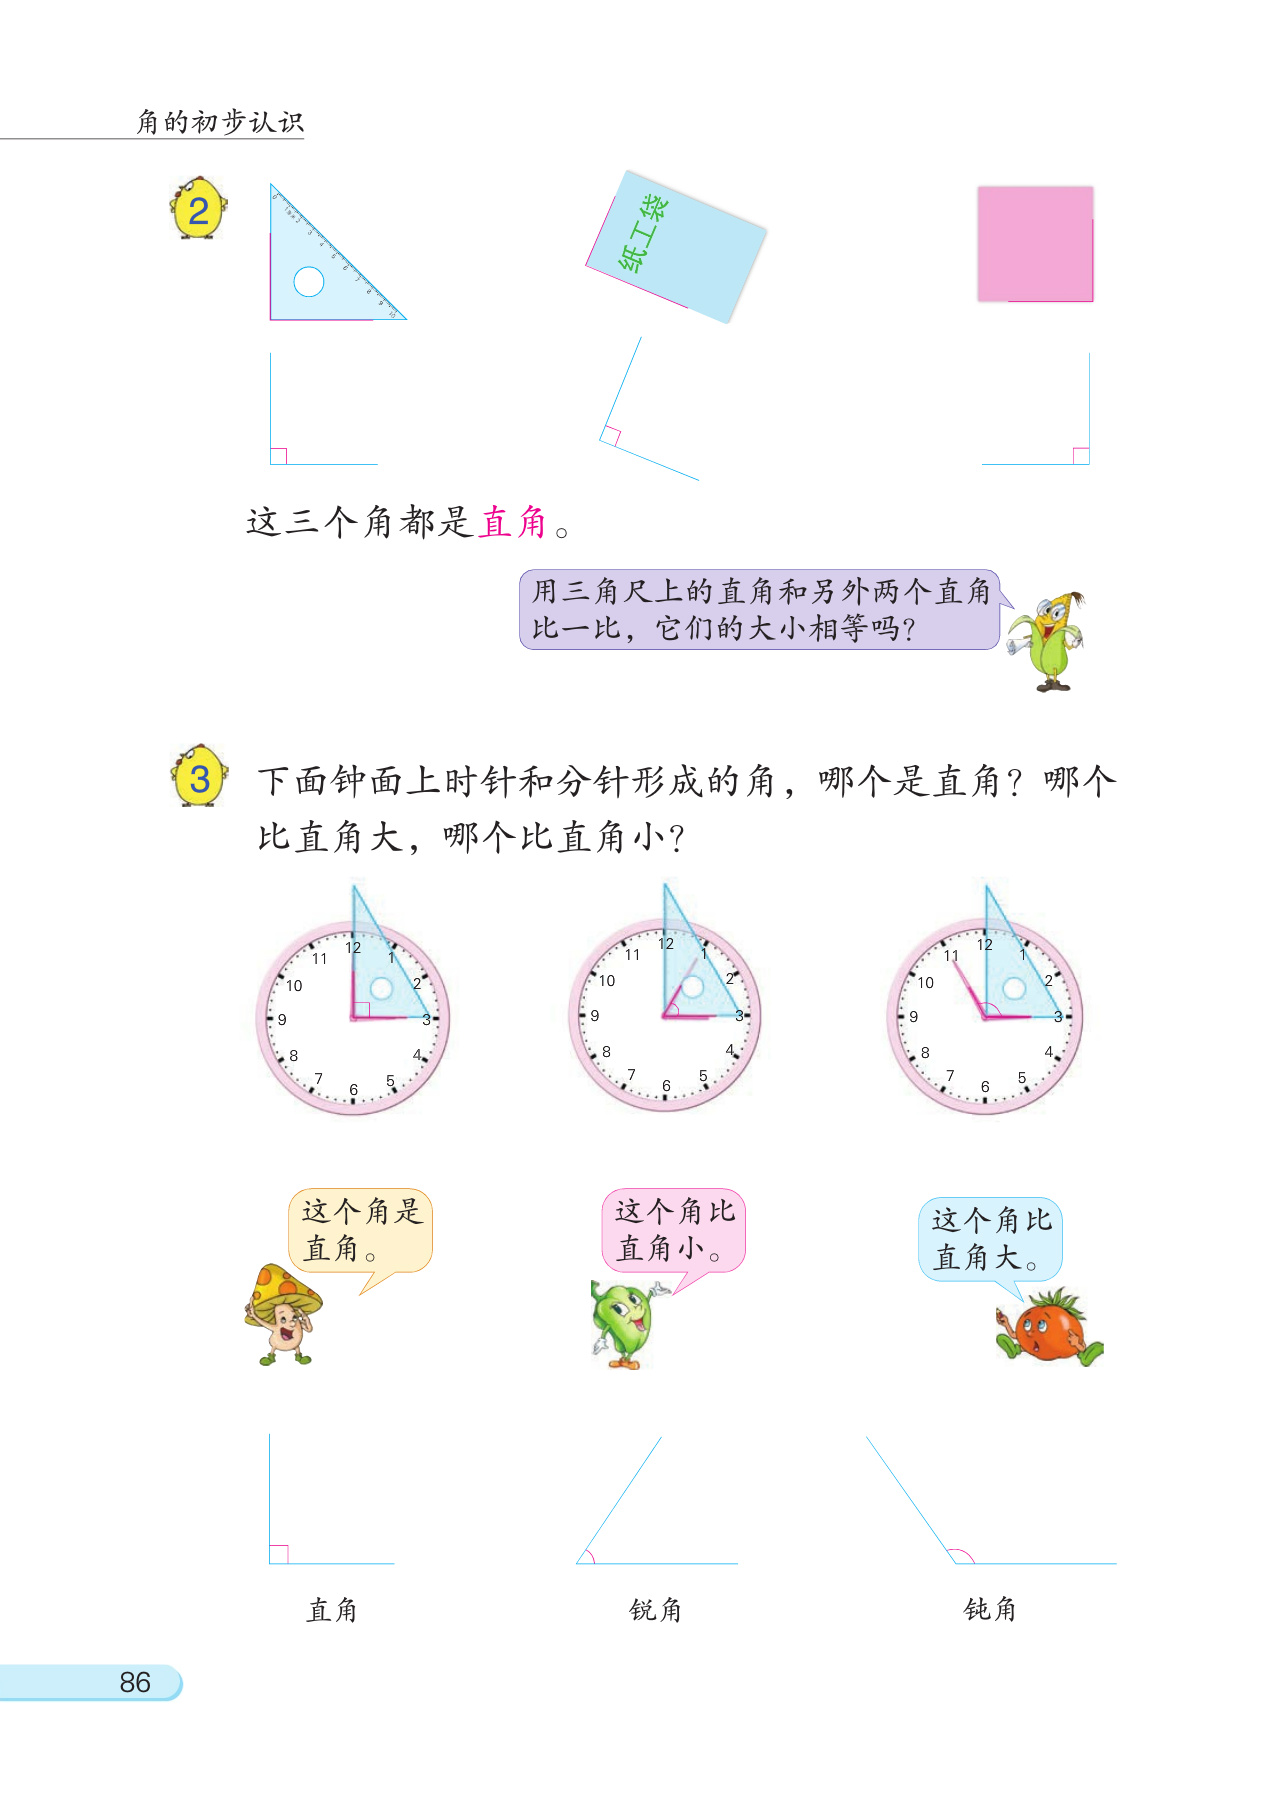 角的初步认识
2
纸工袋
这三个角都是直角。
用三角尺上的直角和另外两个直角
比一比，它们的大小相等吗？
3
下面钟面上时针和分针形成的角，哪个是直角？哪个
比直角大，哪个比直角小？
12 1 2 3 4 5 6 7 8 9 10 11
12 1 2 3 4 5 6 7 8 9 10 11
12 1 2 3 4 5 6 7 8 9 10 11
这个角是
直角。
这个角比
直角小。
这个角比
直角大。
直角
锐角
钝角
86